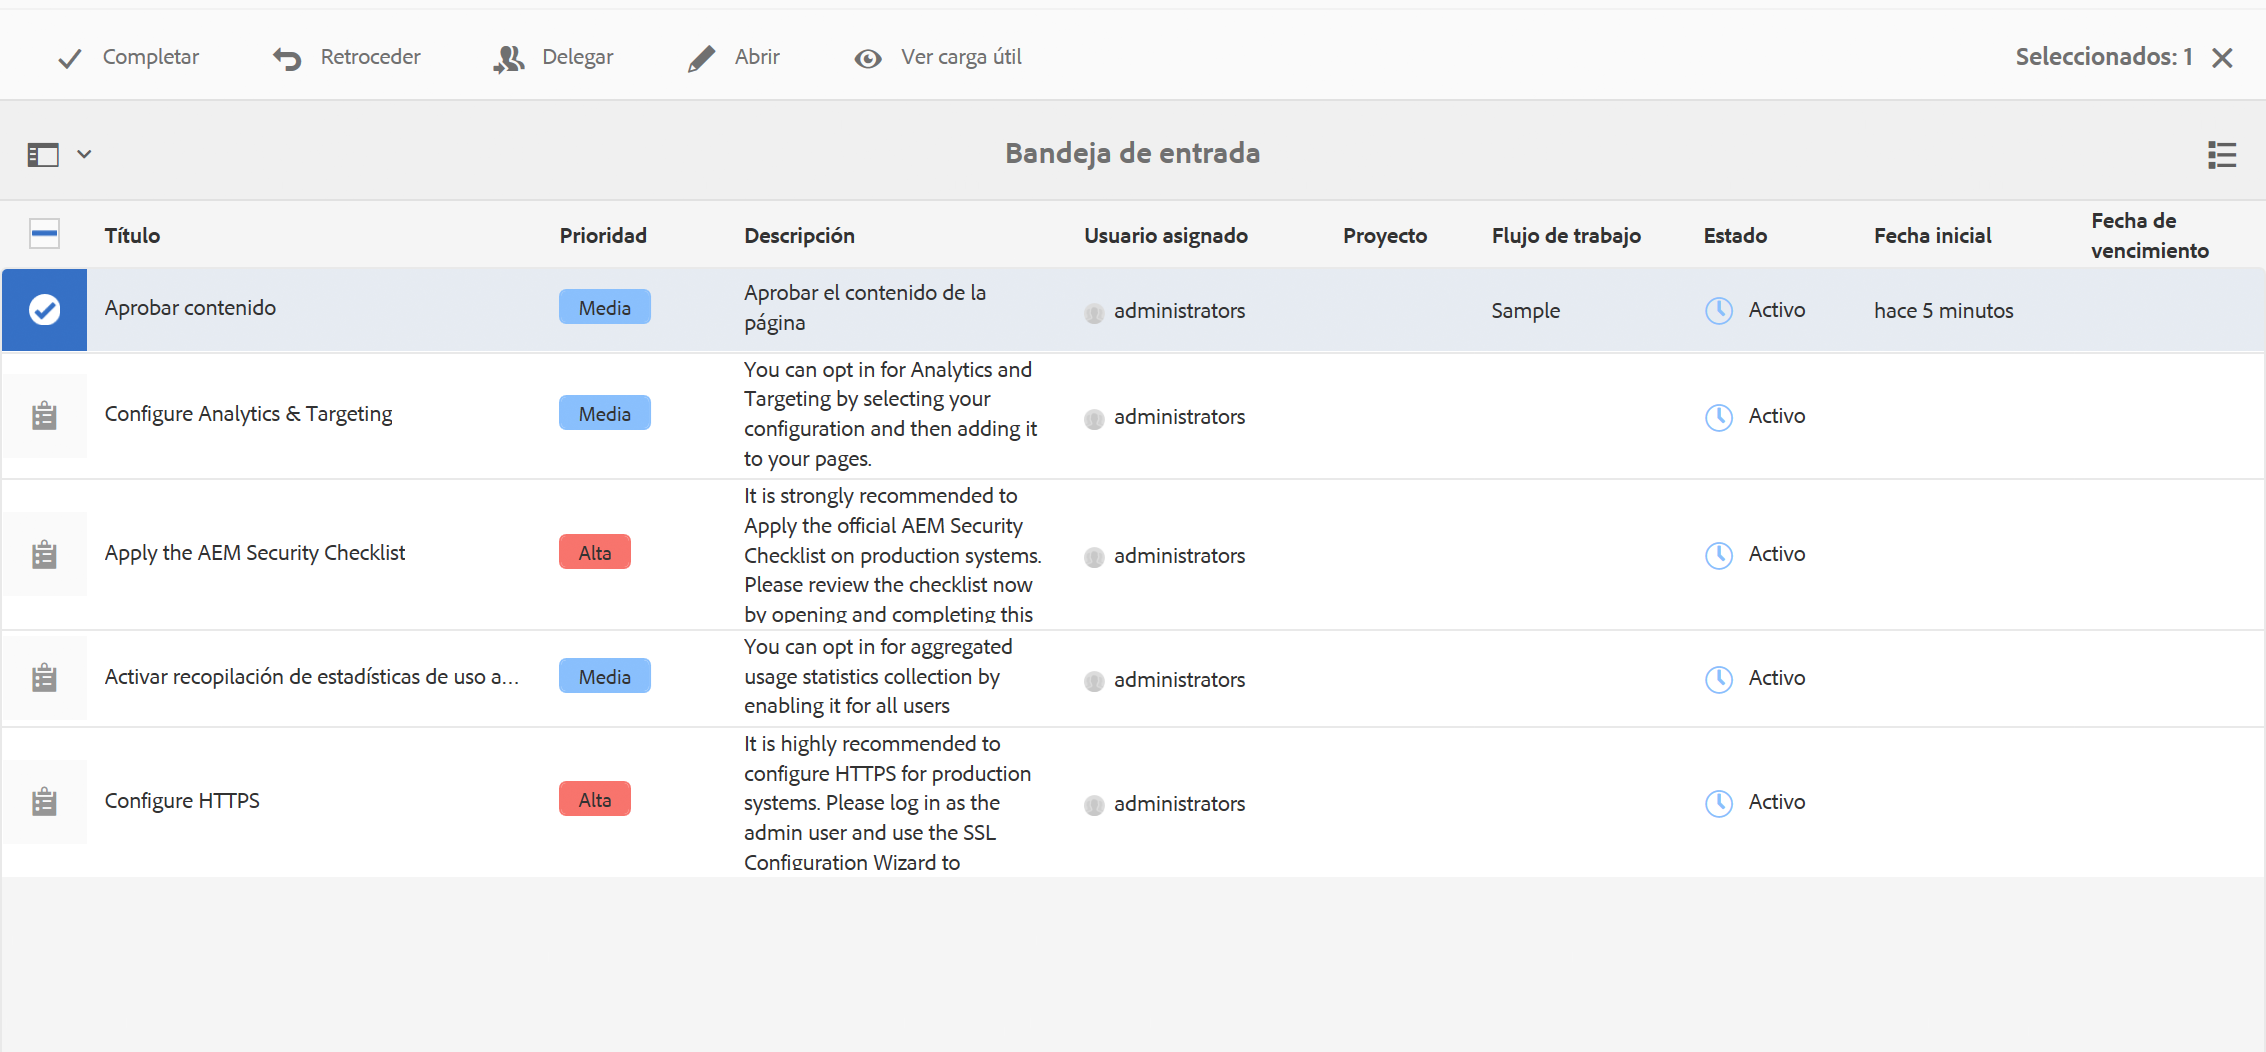 Completar Retroceder Delegar Abrir Ver carga útil Seleccionados: 1
Bandeja de entrada
Título Prioridad Descripción Usuario asignado Proyecto Flujo de trabajo Estado Fecha inicial Fecha de
vencimiento
Aprobar contenido Media Aprobar el contenido de la
página administrators Sample Activo hace 5 minutos
Configure Analytics & Targeting Media You can opt in for Analytics and
Targeting by selecting your
configuration and then adding it
to your pages. administrators Activo
Apply the AEM Security Checklist Alta It is strongly recommended to
Apply the official AEM Security
Checklist on production systems.
Please review the checklist now
by opening and completing this administrators Activo
Activar recopilación de estadísticas de uso a... Media You can opt in for aggregated
usage statistics collection by
enabling it for all users administrators Activo
Configure HTTPS Alta It is highly recommended to
configure HTTPS for production
systems. Please log in as the
admin user and use the SSL
Configuration Wizard to administrators Activo